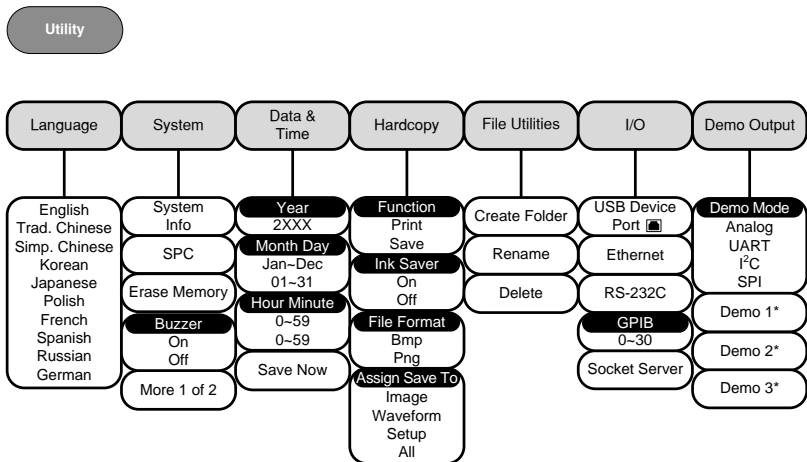 Utility
Language
System
Data &
Time
Hardcopy
File Utilities
I/O
Demo Output
English
Trad. Chinese
Simp. Chinese
Korean
Japanese
Polish
French
Spanish
Russian
German
System
Info
SPC
Erase Memory
Buzzer
On
Off
More 1 of 2
Year
2XXX
Month Day
Jan~Dec
01~31
Hour Minute
0~59
0~59
Save Now
Function
Print
Save
Ink Saver
On
Off
File Format
Bmp
Png
Assign Save To
Image
Waveform
Setup
All
Create Folder
Rename
Delete
USB Device
Port
Ethernet
RS-232C
GPIB
0~30
Socket Server
Demo Mode
Analog
UART
I²C
SPI
Demo 1*
Demo 2*
Demo 3*